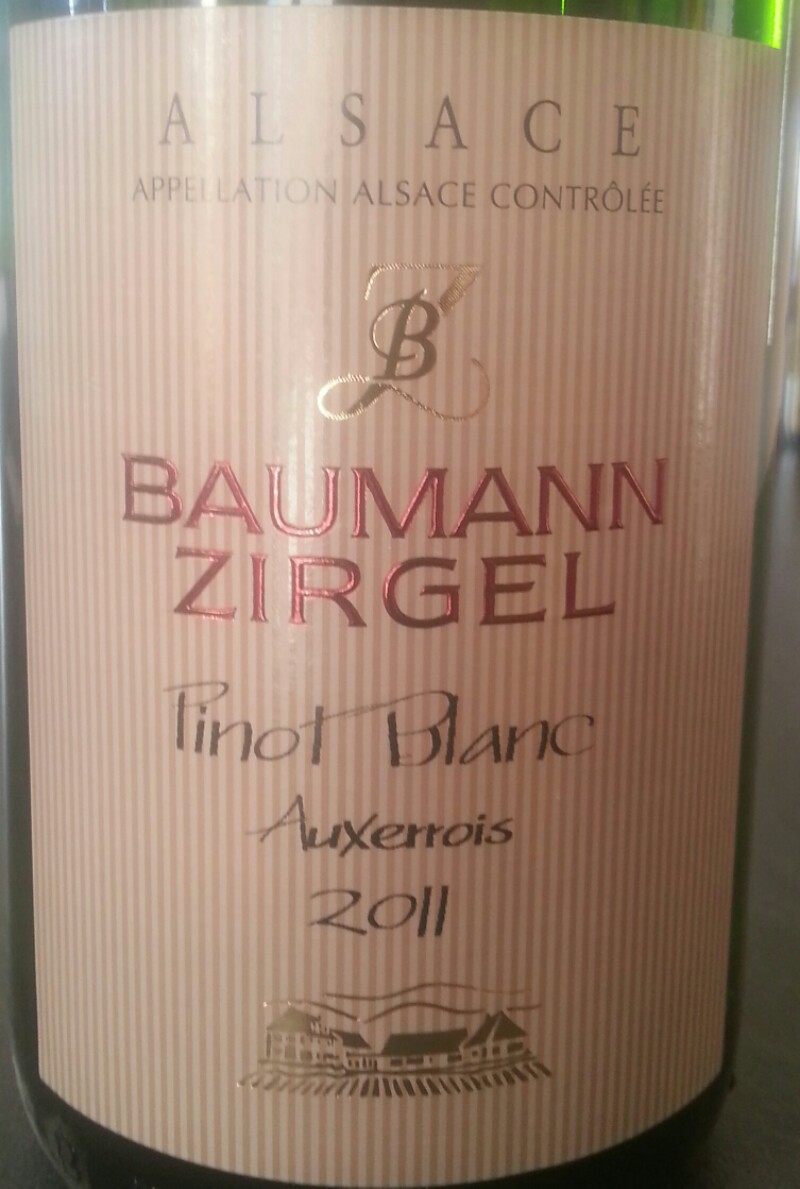 ALSACE
APPELLATION ALSACE CONTRÔLÉE
BZ
BAUMANN
ZIRGEL
Pinot Blanc
Auxerrois
2011